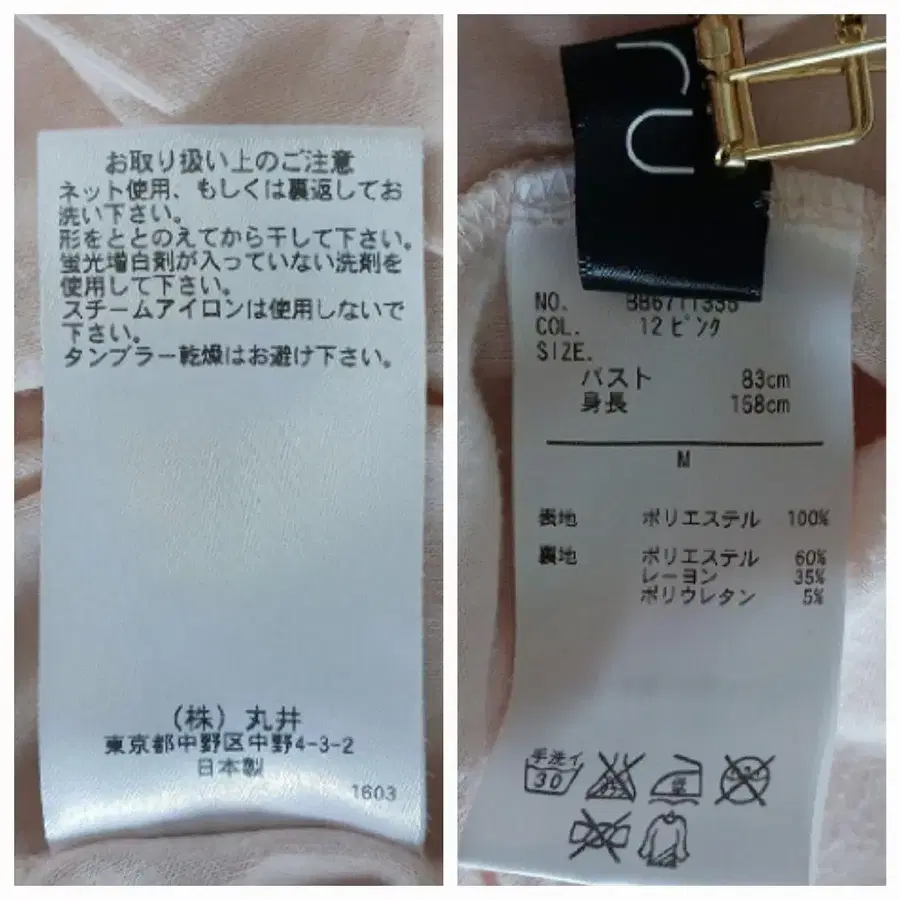 お取り扱い上のご注意
ネット使用、もしくは裏返してお
洗い下さい。
形をととのえてから干して下さい。
蛍光増白剤が入っていない洗剤を
使用して下さい。
スチームアイロンは使用しないで
下さい。
タンブラー乾燥はお避け下さい。
(株) 丸井
東京都中野区中野4-3-2
日本製
1603
ru
NO.
COL. 12ピンク
SIZE.
バスト 83cm
身長 158cm
M
表地 ポリエステル 100%
裏地 ポリエステル 60%
レーヨン 35%
ポリウレタン 5%
手洗イ
30